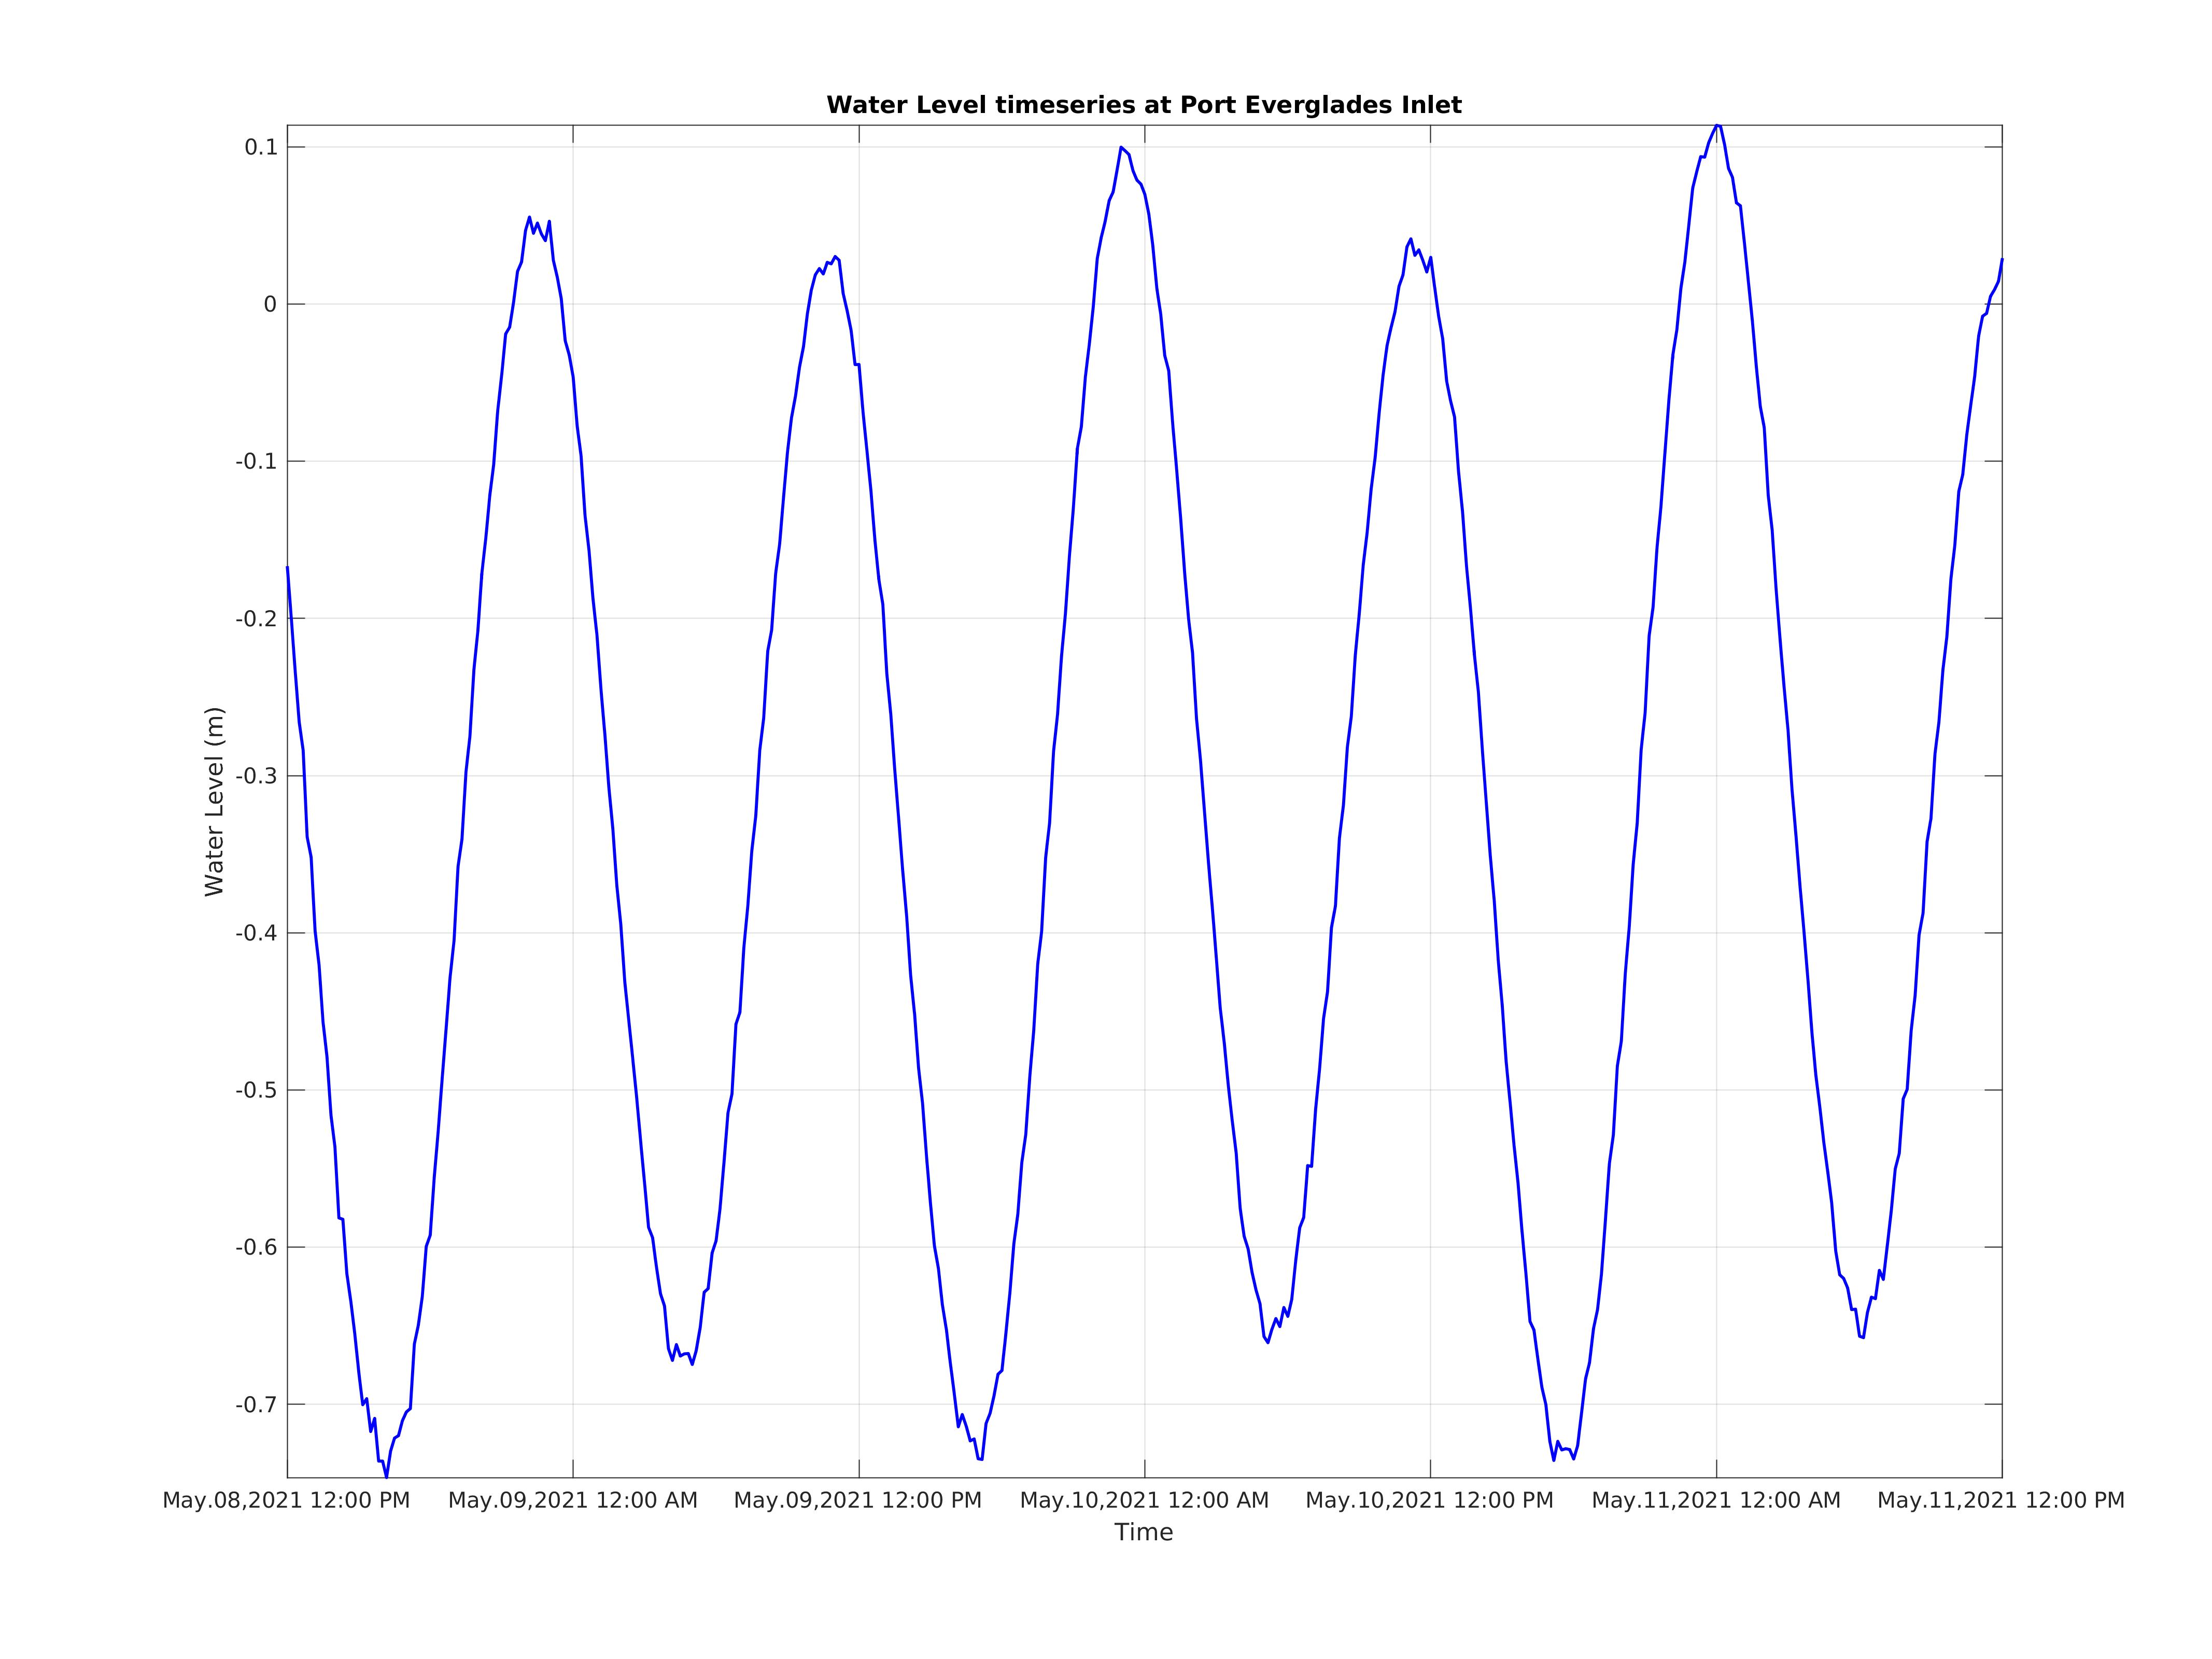 Water Level timeseries at Port Everglades Inlet
0.1
0
-0.1
-0.2
-0.3
-0.4
-0.5
-0.6
-0.7
Water Level (m)
May.08,2021 12:00 PM May.09,2021 12:00 AM May.09,2021 12:00 PM May.10,2021 12:00 AM May.10,2021 12:00 PM May.11,2021 12:00 AM May.11,2021 12:00 PM
Time